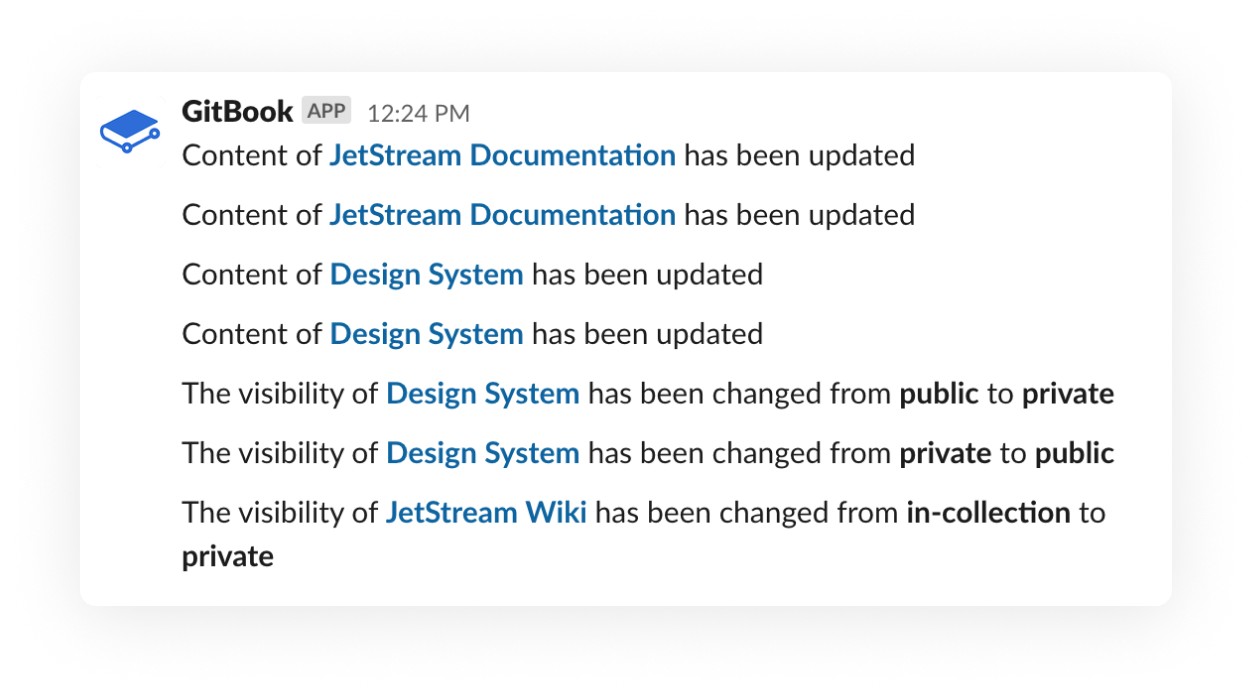 GitBook APP 12:24 PM
Content of JetStream Documentation has been updated
Content of JetStream Documentation has been updated
Content of Design System has been updated
Content of Design System has been updated
The visibility of Design System has been changed from public to private
The visibility of Design System has been changed from private to public
The visibility of JetStream Wiki has been changed from in-collection to
private